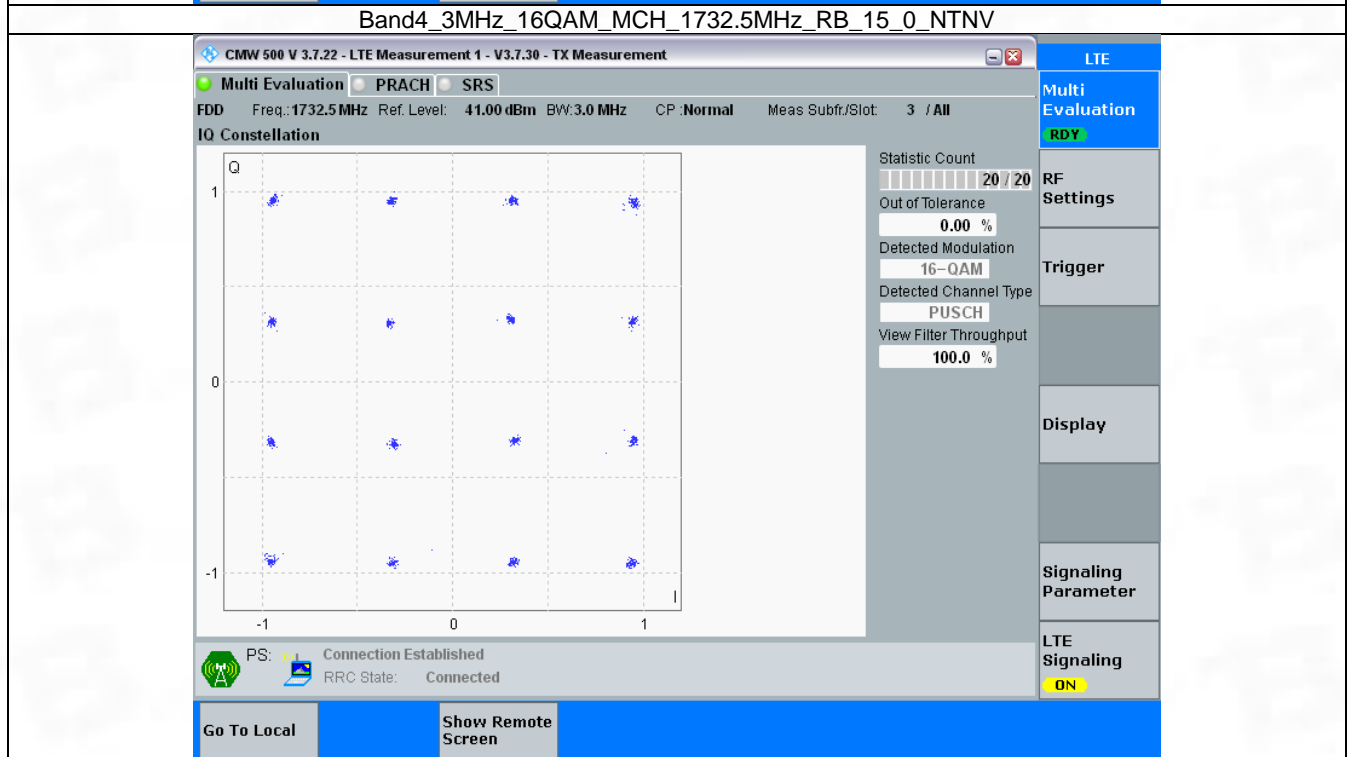 Band4_3MHz_16QAM_MCH_1732.5MHz_RB_15_0_NTNV
CMW 500 V 3.7.22 - LTE Measurement 1 - V3.7.30 - TX Measurement
LTE
Multi Evaluation PRACH SRS
Multi
Evaluation
RDY
FDD Freq.:1732.5 MHz Ref. Level: 41.00 dBm BW:3.0 MHz CP :Normal Meas Subfr./Slot: 3 / All
IQ Constellation
Q
1
0
-1
I
-1 0 1
Statistic Count
20 / 20
Out of Tolerance
0.00 %
Detected Modulation
16-QAM
Detected Channel Type
PUSCH
View Filter Throughput
100.0 %
RF
Settings
Trigger
Display
Signaling
Parameter
LTE
Signaling
ON
PS: Connection Established
RRC State: Connected
Go To Local
Show Remote
Screen